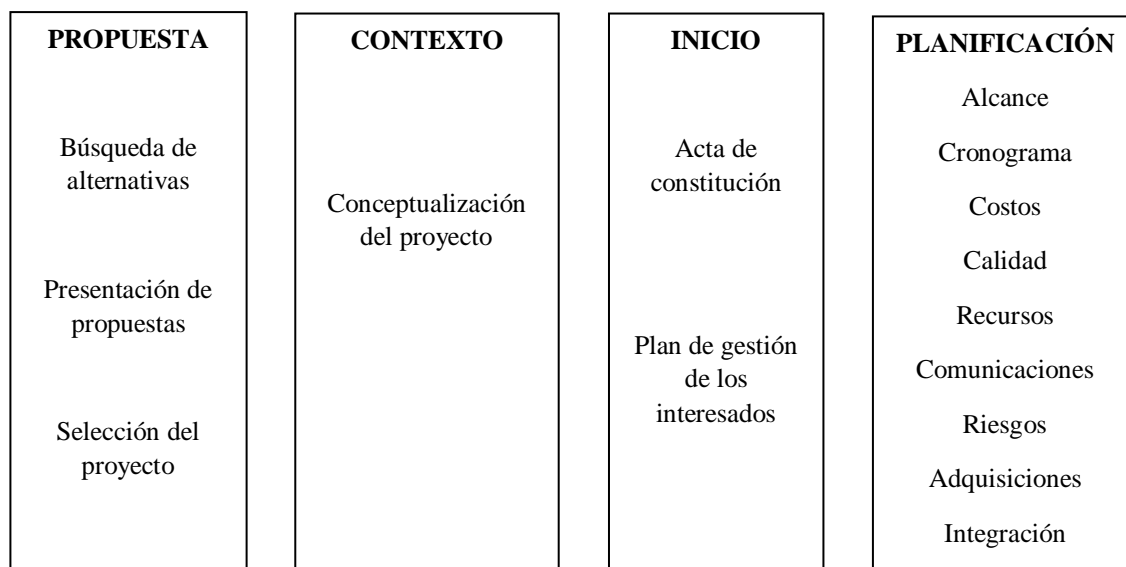 PROPUESTA
Búsqueda de
alternativas
Presentación de
propuestas
Selección del
proyecto
CONTEXTO
Conceptualización
del proyecto
INICIO
Acta de
constitución
Plan de gestión
de los
interesados
PLANIFICACIÓN
Alcance
Cronograma
Costos
Calidad
Recursos
Comunicaciones
Riesgos
Adquisiciones
Integración